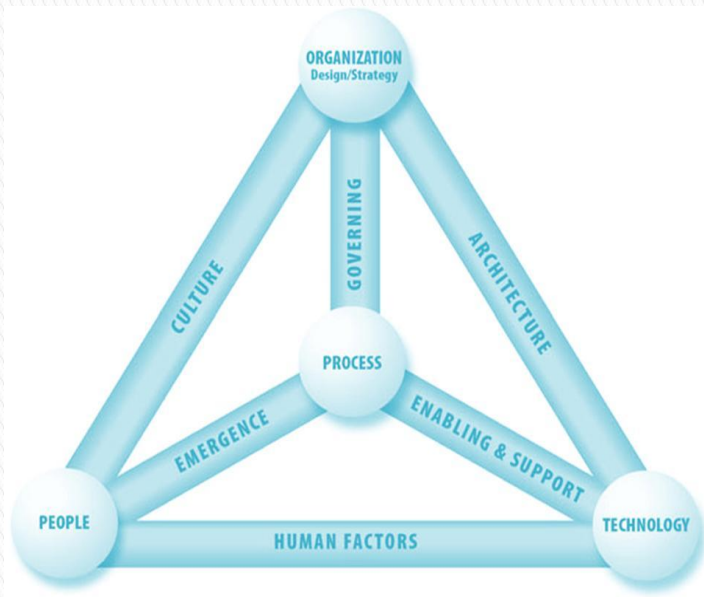 ORGANIZATION
Design/Strategy
GOVERNING
CULTURE
ARCHITECTURE
PROCESS
EMERGENCE
ENABLING & SUPPORT
PEOPLE
HUMAN FACTORS
TECHNOLOGY